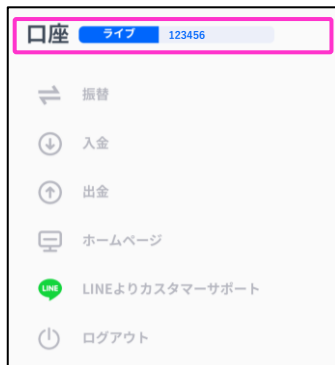 口座 ライブ 123456
振替
入金
出金
ホームページ
LINE LINEよりカスタマーサポート
ログアウト